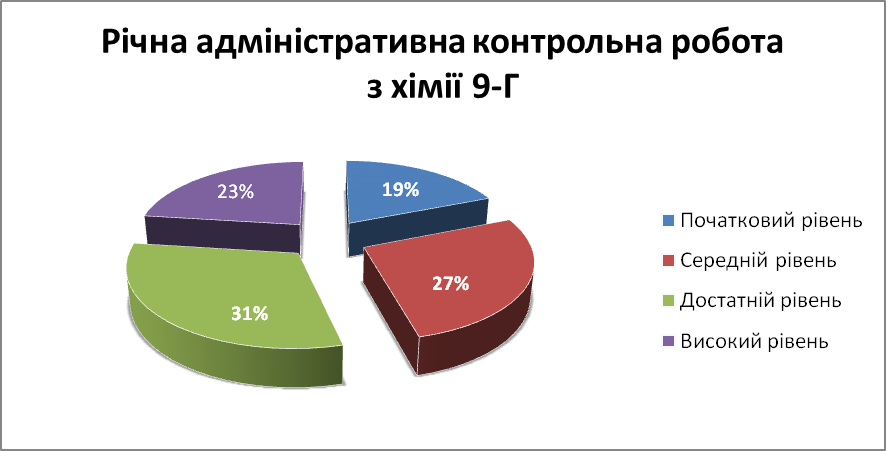 Річна адміністративна контрольна робота
з хімії 9-Г
23%
19%
27%
31%
Початковий рівень
Середній рівень
Достатній рівень
Високий рівень